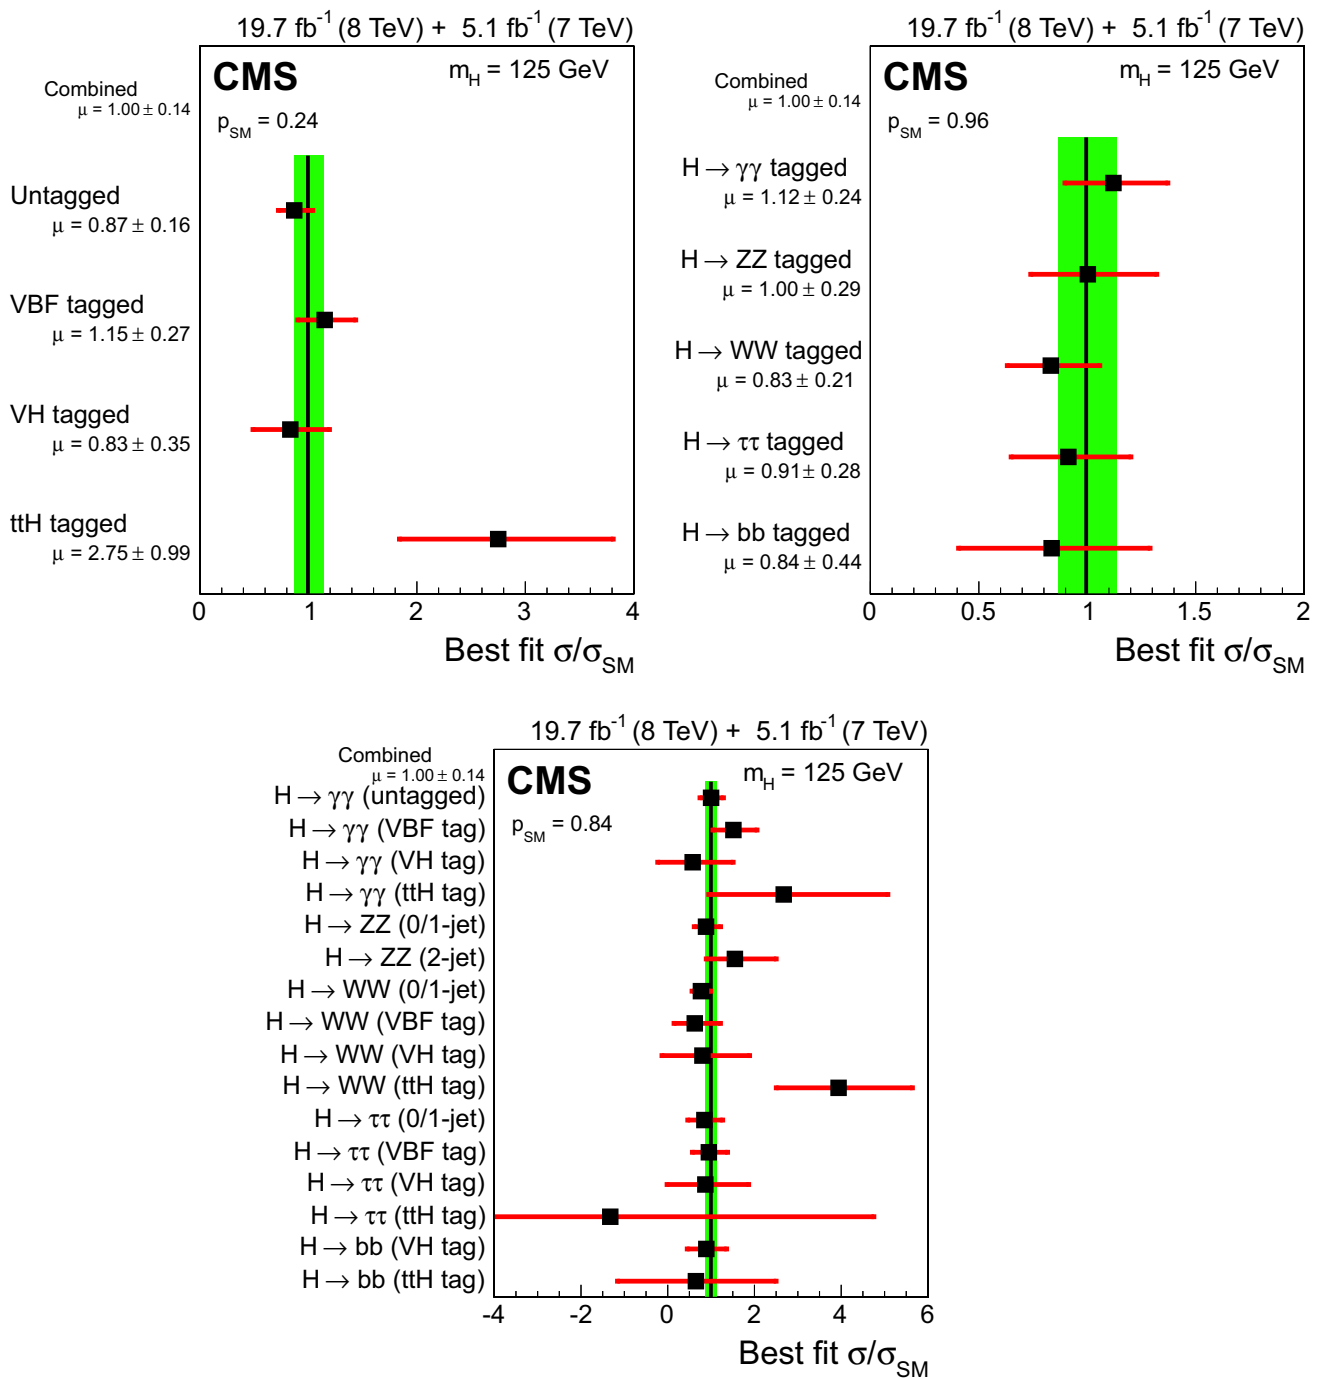 19.7 fb⁻¹ (8 TeV) + 5.1 fb⁻¹ (7 TeV)
CMS
m_H = 125 GeV
Combined
μ = 1.00 ± 0.14
p_SM = 0.24
Untagged
μ = 0.87 ± 0.16
VBF tagged
μ = 1.15 ± 0.27
VH tagged
μ = 0.83 ± 0.35
ttH tagged
μ = 2.75 ± 0.99
0 1 2 3 4
Best fit σ/σ_SM
19.7 fb⁻¹ (8 TeV) + 5.1 fb⁻¹ (7 TeV)
CMS
m_H = 125 GeV
Combined
μ = 1.00 ± 0.14
p_SM = 0.96
H → γγ tagged
μ = 1.12 ± 0.24
H → ZZ tagged
μ = 1.00 ± 0.29
H → WW tagged
μ = 0.83 ± 0.21
H → ττ tagged
μ = 0.91 ± 0.28
H → bb tagged
μ = 0.84 ± 0.44
0 0.5 1 1.5 2
Best fit σ/σ_SM
19.7 fb⁻¹ (8 TeV) + 5.1 fb⁻¹ (7 TeV)
Combined
μ = 1.00 ± 0.14
CMS
m_H = 125 GeV
p_SM = 0.84
H → γγ (untagged)
H → γγ (VBF tag)
H → γγ (VH tag)
H → γγ (ttH tag)
H → ZZ (0/1-jet)
H → ZZ (2-jet)
H → WW (0/1-jet)
H → WW (VBF tag)
H → WW (VH tag)
H → WW (ttH tag)
H → ττ (0/1-jet)
H → ττ (VBF tag)
H → ττ (VH tag)
H → ττ (ttH tag)
H → bb (VH tag)
H → bb (ttH tag)
-4 -2 0 2 4 6
Best fit σ/σ_SM